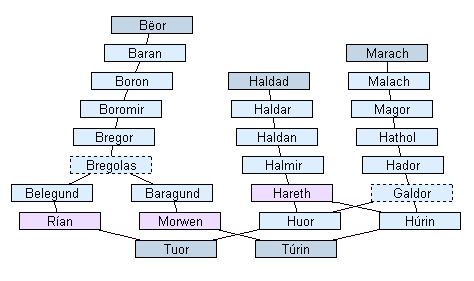 Bëor
Baran
Marach
Boron
Haldad
Malach
Boromir
Haldar
Magor
Bregor
Haldan
Hathol
Bregolas
Halmir
Hador
Belegund
Baragund
Hareth
Galdor
Rían
Morwen
Huor
Húrin
Tuor
Túrin